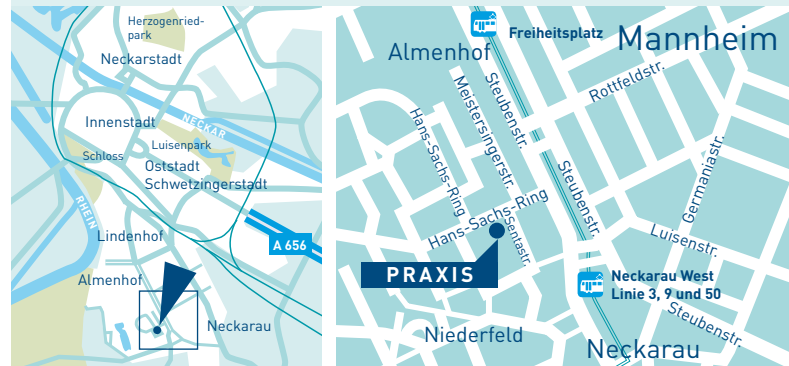 Herzogenried-
park
Neckarstadt
Innenstadt
NECKAR
Luisenpark
Schloss
Oststadt
Schwetzingerstadt
RHEIN
Lindenhof
A 656
Almenhof
Neckarau
Freiheitsplatz
Mannheim
Almenhof
Rottfeldstr.
Steubenstr.
Meistersingerstr.
Hans-Sachs-Ring
Steubenstr.
Germaniastr.
Hans-Sachs-Ring
Sentastr.
Luisenstr.
PRAXIS
Neckarau West
Linie 3, 9 und 50
Steubenstr.
Niederfeld
Neckarau